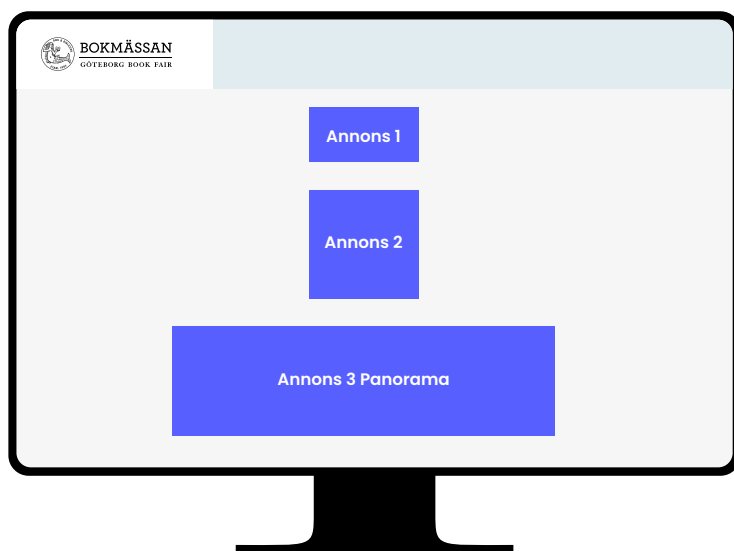 BOKMÄSSAN
GÖTEBORG BOOK FAIR
Annons 1
Annons 2
Annons 3 Panorama